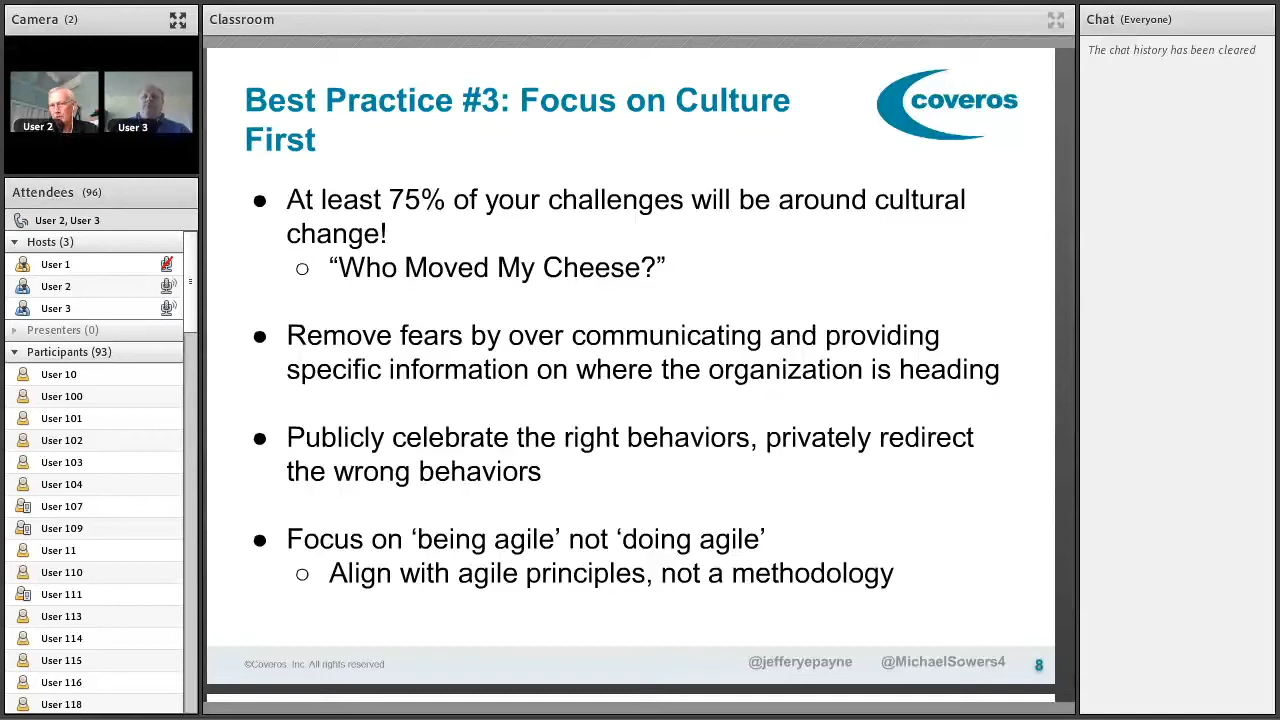 Camera (2)
User 2
User 3
Attendees (96)
User 2, User 3
Hosts (3)
User 1
User 2
User 3
Presenters (0)
Participants (93)
User 10
User 100
User 101
User 102
User 103
User 104
User 107
User 109
User 11
User 110
User 111
User 113
User 114
User 115
User 116
User 118
Classroom
Best Practice #3: Focus on Culture
First
coveros
● At least 75% of your challenges will be around cultural
change!
○ “Who Moved My Cheese?”
● Remove fears by over communicating and providing
specific information on where the organization is heading
● Publicly celebrate the right behaviors, privately redirect
the wrong behaviors
● Focus on ‘being agile’ not ‘doing agile’
○ Align with agile principles, not a methodology
©Coveros, Inc. All rights reserved
@jefferyepayne @MichaelSowers4 8
Chat (Everyone)
The chat history has been cleared